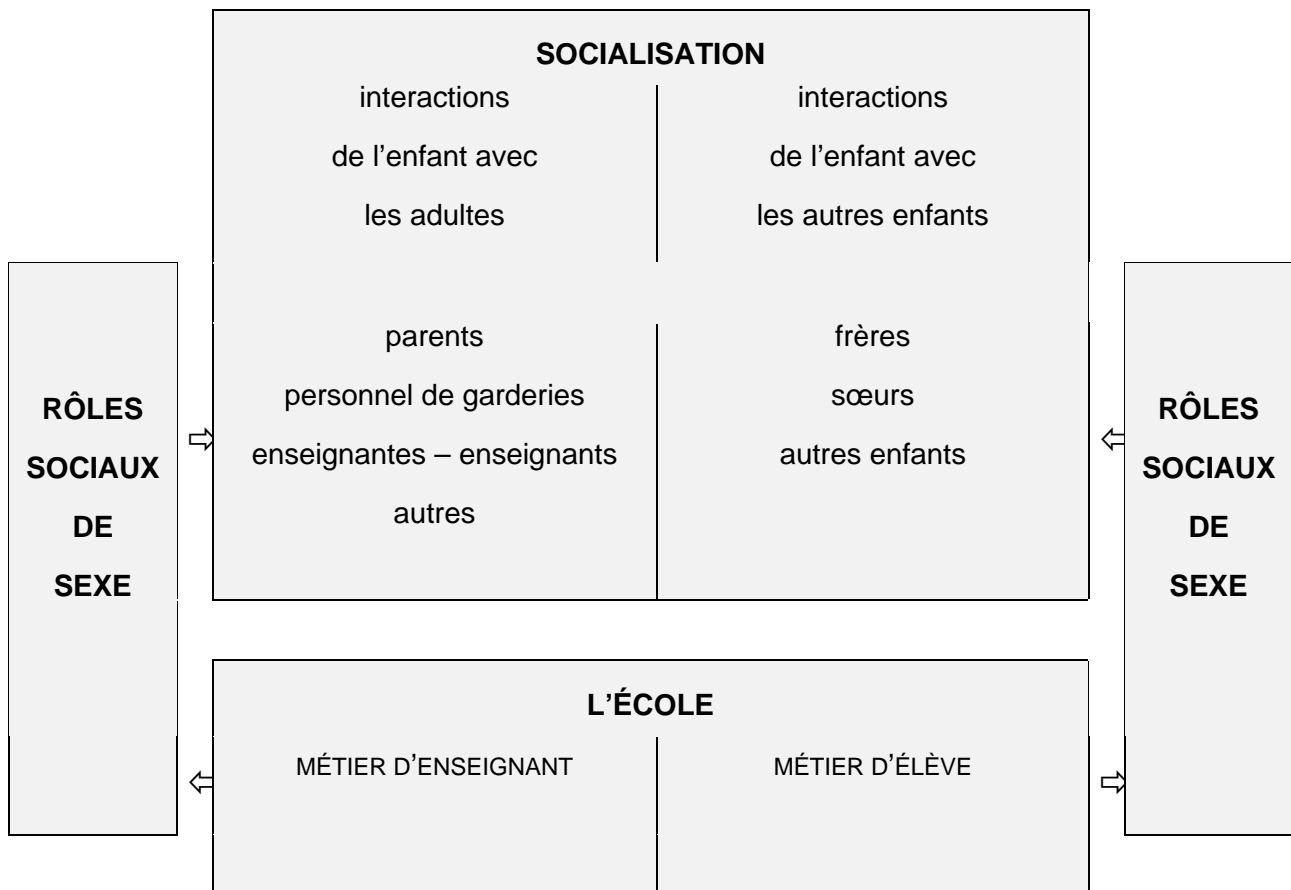 SOCIALISATION
interactions
de l’enfant avec
les adultes
interactions
de l’enfant avec
les autres enfants
RÔLES
SOCIAUX
DE
SEXE
parents
personnel de garderies
enseignantes – enseignants
autres
frères
sœurs
autres enfants
RÔLES
SOCIAUX
DE
SEXE
L’ÉCOLE
MÉTIER D’ENSEIGNANT
MÉTIER D’ÉLÈVE